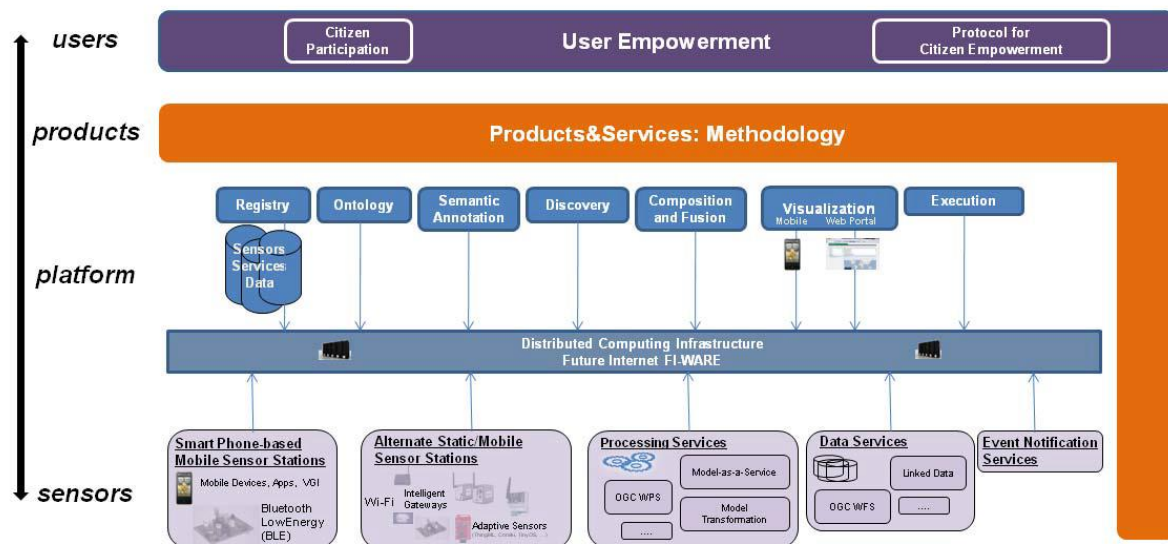 users
Citizen
Participation
User Empowerment
Protocol for
Citizen Empowerment
products
Products&Services: Methodology
platform
Registry
Ontology
Semantic
Annotation
Discovery
Composition
and Fusion
Visualization
Mobile Web Portal
Execution
Sensors
Services
Data
Distributed Computing Infrastructure
Future Internet FI-WARE
sensors
Smart Phone-based
Mobile Sensor Stations
Mobile Devices, Apps, VGI
Bluetooth
LowEnergy
(BLE)
Alternate Static/Mobile
Sensor Stations
Wi-Fi
Intelligent
Gateways
Adaptive Sensors
Processing Services
OGC WPS
....
Model-as-a-Service
Model
Transformation
Data Services
OGC WFS
Linked Data
....
Event Notification
Services